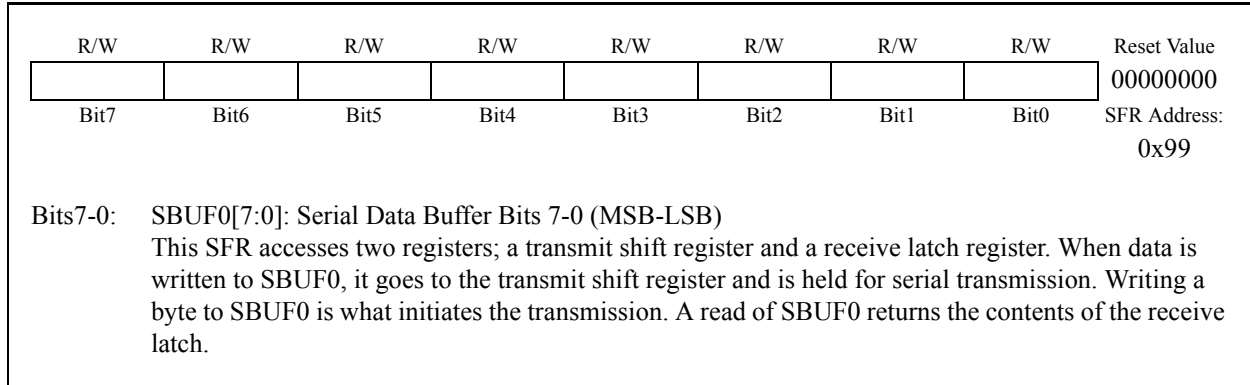 R/W R/W R/W R/W R/W R/W R/W R/W Reset Value
00000000
Bit7 Bit6 Bit5 Bit4 Bit3 Bit2 Bit1 Bit0 SFR Address:
0x99
Bits7-0: SBUF0[7:0]: Serial Data Buffer Bits 7-0 (MSB-LSB)
This SFR accesses two registers; a transmit shift register and a receive latch register. When data is
written to SBUF0, it goes to the transmit shift register and is held for serial transmission. Writing a
byte to SBUF0 is what initiates the transmission. A read of SBUF0 returns the contents of the receive
latch.